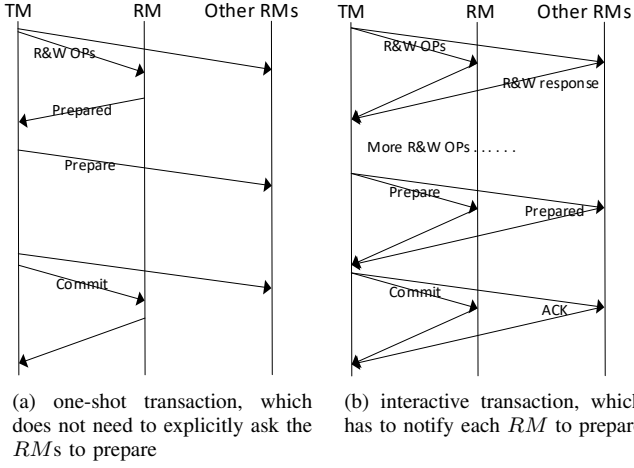 TM RM Other RMs
R&W OPs
Prepared
Prepare
Commit
(a) one-shot transaction, which
does not need to explicitly ask the
RMs to prepare
TM RM Other RMs
R&W OPs
R&W response
More R&W OPs . . . . . .
Prepare
Prepared
Commit
ACK
(b) interactive transaction, which
has to notify each RM to prepare